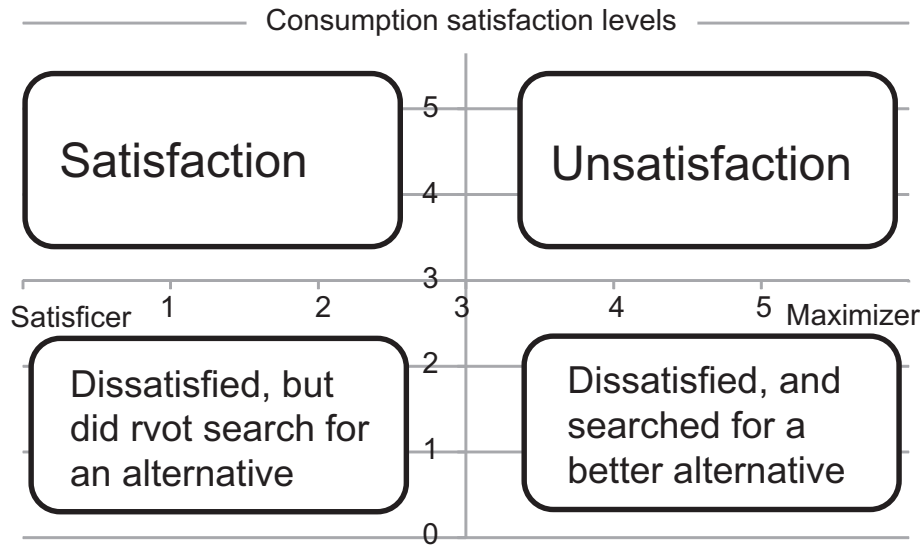 Consumption satisfaction levels
5
Satisfaction
Unsatisfaction
4
3
Satisficer
1
2
3
4
5
Maximizer
2
Dissatisfied, but
did rvot search for
an alternative
Dissatisfied, and
searched for a
better alternative
1
0